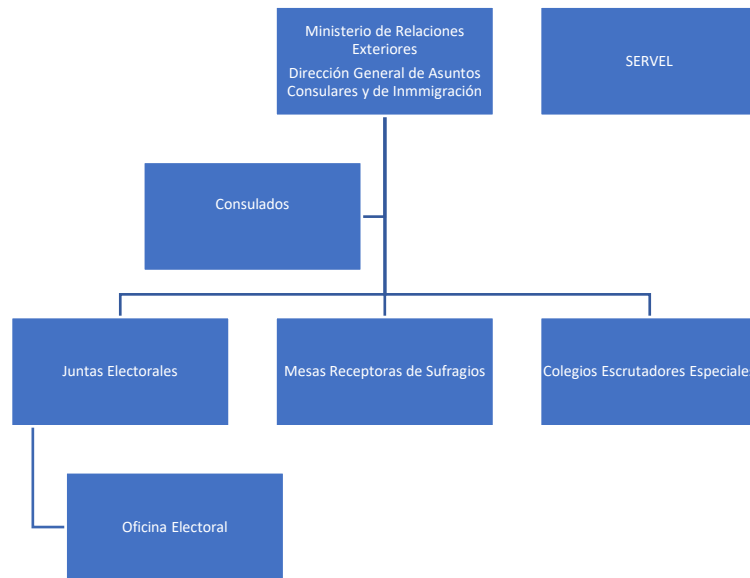 Ministerio de Relaciones
Exteriores
Dirección General de Asuntos
Consulares y de Inmmigración
SERVEL
Consulados
Juntas Electorales
Mesas Receptoras de Sufragios
Colegios Escrutadores Especiales
Oficina Electoral